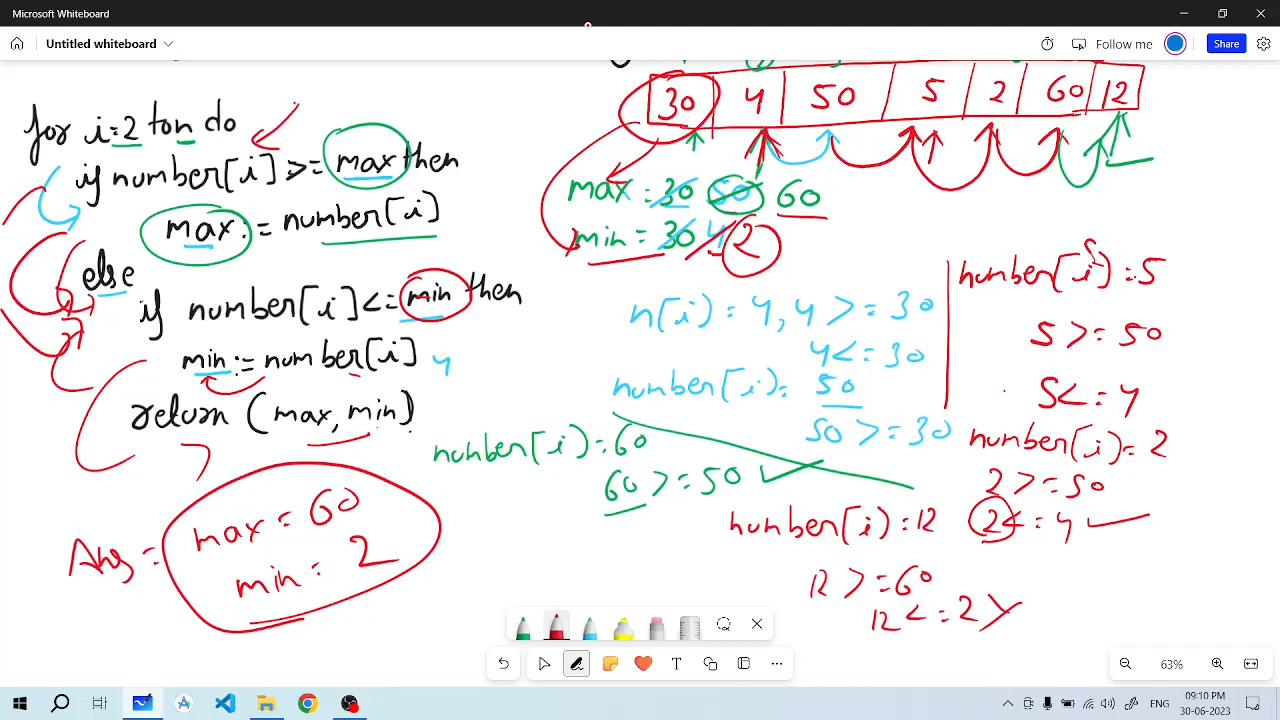 Microsoft Whiteboard
Untitled whiteboard
Follow me
Share
for i=2 to n do
if number[i] >= max then
max := number[i]
else
if number[i] <= min then
min := number[i] 4
return (max, min)
Ans = max = 60
min = 2
30 4 50 5 2 60 12
max = 30 50 60
min = 30 4 2
n[i] = 4, 4 >= 30
4 <= 30
number[i] = 50
50 >= 30
number[i] = 5
5 >= 50
5 <= 4
number[i] = 2
2 >= 50
2 <= 4
number[i] = 60
60 >= 50
number[i] = 12
12 >= 60
12 <= 2
63%
ENG
09:10 PM
30-06-2023